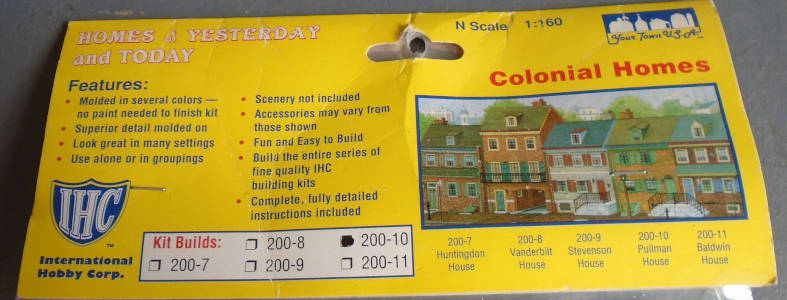 HOMES of YESTERDAY
and TODAY
N Scale 1:160
Your Town U.S.A.
Colonial Homes
Features:
• Molded in several colors —
no paint needed to finish kit
• Superior detail molded on
• Look great in many settings
• Use alone or in groupings
• Scenery not included
• Accessories may vary from
those shown
• Fun and Easy to Build
• Build the entire series of
fine quality IHC
building kits
• Complete, fully detailed
instructions included
IHC
TM
International
Hobby Corp.
Kit Builds:
200-8
200-10
200-7
200-9
200-11
200-7
Huntingdon
House
200-8
Vanderbilt
House
200-9
Stevenson
House
200-10
Pullman
House
200-11
Baldwin
House